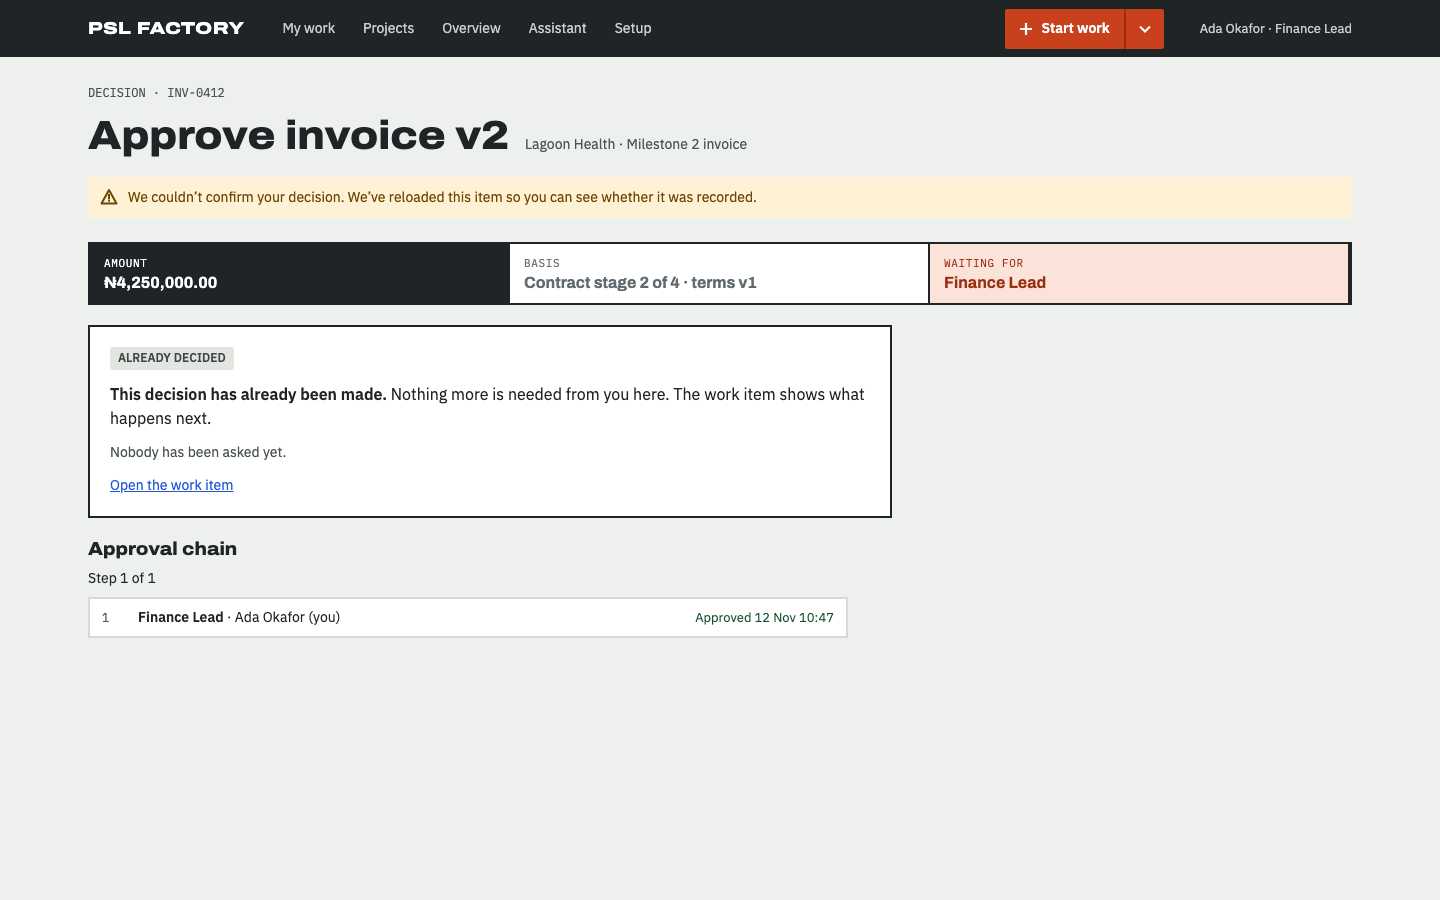 PSL FACTORY
My work
Projects
Overview
Assistant
Setup
Start work
Ada Okafor · Finance Lead
DECISION · INV-0412
Approve invoice v2
Lagoon Health · Milestone 2 invoice
We couldn’t confirm your decision. We’ve reloaded this item so you can see whether it was recorded.
AMOUNT
₦4,250,000.00
BASIS
Contract stage 2 of 4 · terms v1
WAITING FOR
Finance Lead
ALREADY DECIDED
This decision has already been made. Nothing more is needed from you here. The work item shows what
happens next.
Nobody has been asked yet.
Open the work item
Approval chain
Step 1 of 1
1
Finance Lead · Ada Okafor (you)
Approved 12 Nov 10:47